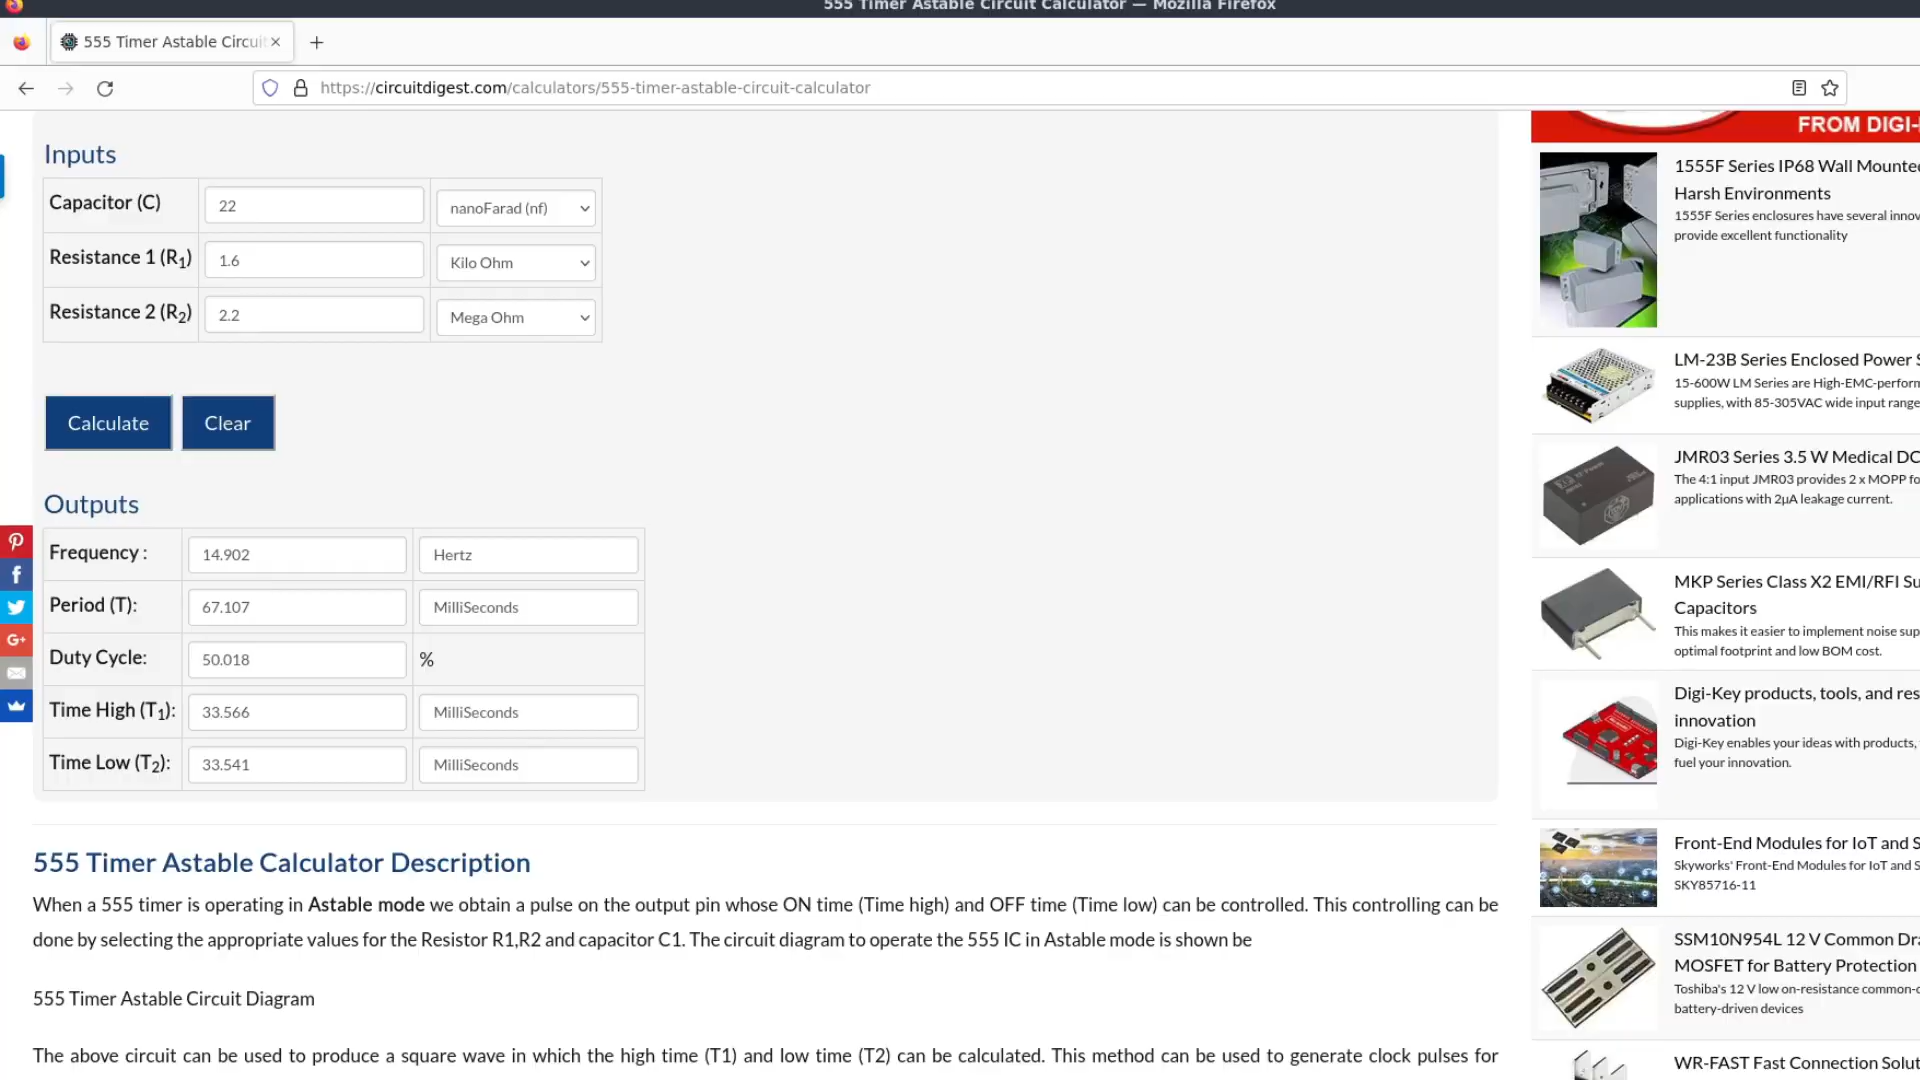 555 Timer Astable Circuit Calculator — Mozilla Firefox
555 Timer Astable Circuit
https://circuitdigest.com/calculators/555-timer-astable-circuit-calculator
Inputs
Capacitor (C) 22 nanoFarad (nf)
Resistance 1 (R1) 1.6 Kilo Ohm
Resistance 2 (R2) 2.2 Mega Ohm
Calculate Clear
Outputs
Frequency : 14.902 Hertz
Period (T): 67.107 MilliSeconds
Duty Cycle: 50.018 %
Time High (T1): 33.566 MilliSeconds
Time Low (T2): 33.541 MilliSeconds
555 Timer Astable Calculator Description
When a 555 timer is operating in Astable mode we obtain a pulse on the output pin whose ON time (Time high) and OFF time (Time low) can be controlled. This controlling can be
done by selecting the appropriate values for the Resistor R1,R2 and capacitor C1. The circuit diagram to operate the 555 IC in Astable mode is shown be
555 Timer Astable Circuit Diagram
The above circuit can be used to produce a square wave in which the high time (T1) and low time (T2) can be calculated. This method can be used to generate clock pulses for
FROM DIGI-
1555F Series IP68 Wall Mounted
Harsh Environments
1555F Series enclosures have several innov
provide excellent functionality
LM-23B Series Enclosed Power S
15-600W LM Series are High-EMC-perform
supplies, with 85-305VAC wide input range
JMR03 Series 3.5 W Medical DC
The 4:1 input JMR03 provides 2 x MOPP fo
applications with 2µA leakage current.
MKP Series Class X2 EMI/RFI Su
Capacitors
This makes it easier to implement noise sup
optimal footprint and low BOM cost.
Digi-Key products, tools, and res
innovation
Digi-Key enables your ideas with products,
fuel your innovation.
Front-End Modules for IoT and S
Skyworks' Front-End Modules for IoT and S
SKY85716-11
SSM10N954L 12 V Common Dra
MOSFET for Battery Protection
Toshiba's 12 V low on-resistance common-d
battery-driven devices
WR-FAST Fast Connection Solut